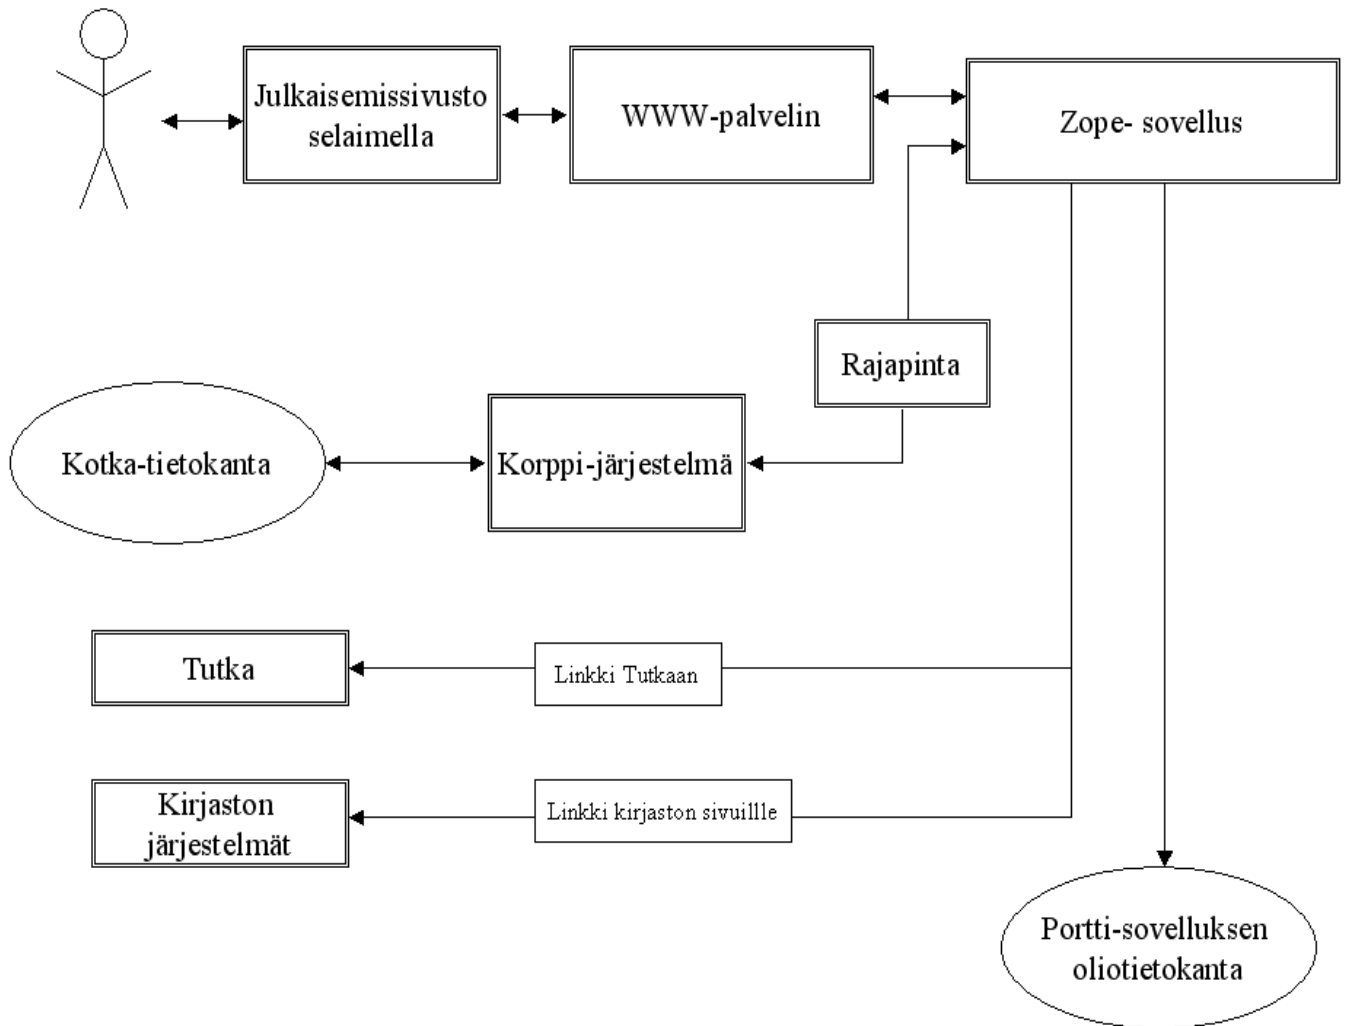 Julkaisemissivusto
selaimella
WWW-palvelin
Zope- sovellus
Rajapinta
Kotka-tietokanta
Korppi-järjestelmä
Tutka
Linkki Tutkaan
Kirjaston
järjestelmät
Linkki kirjaston sivuillle
Portti-sovelluksen
oliotietokanta